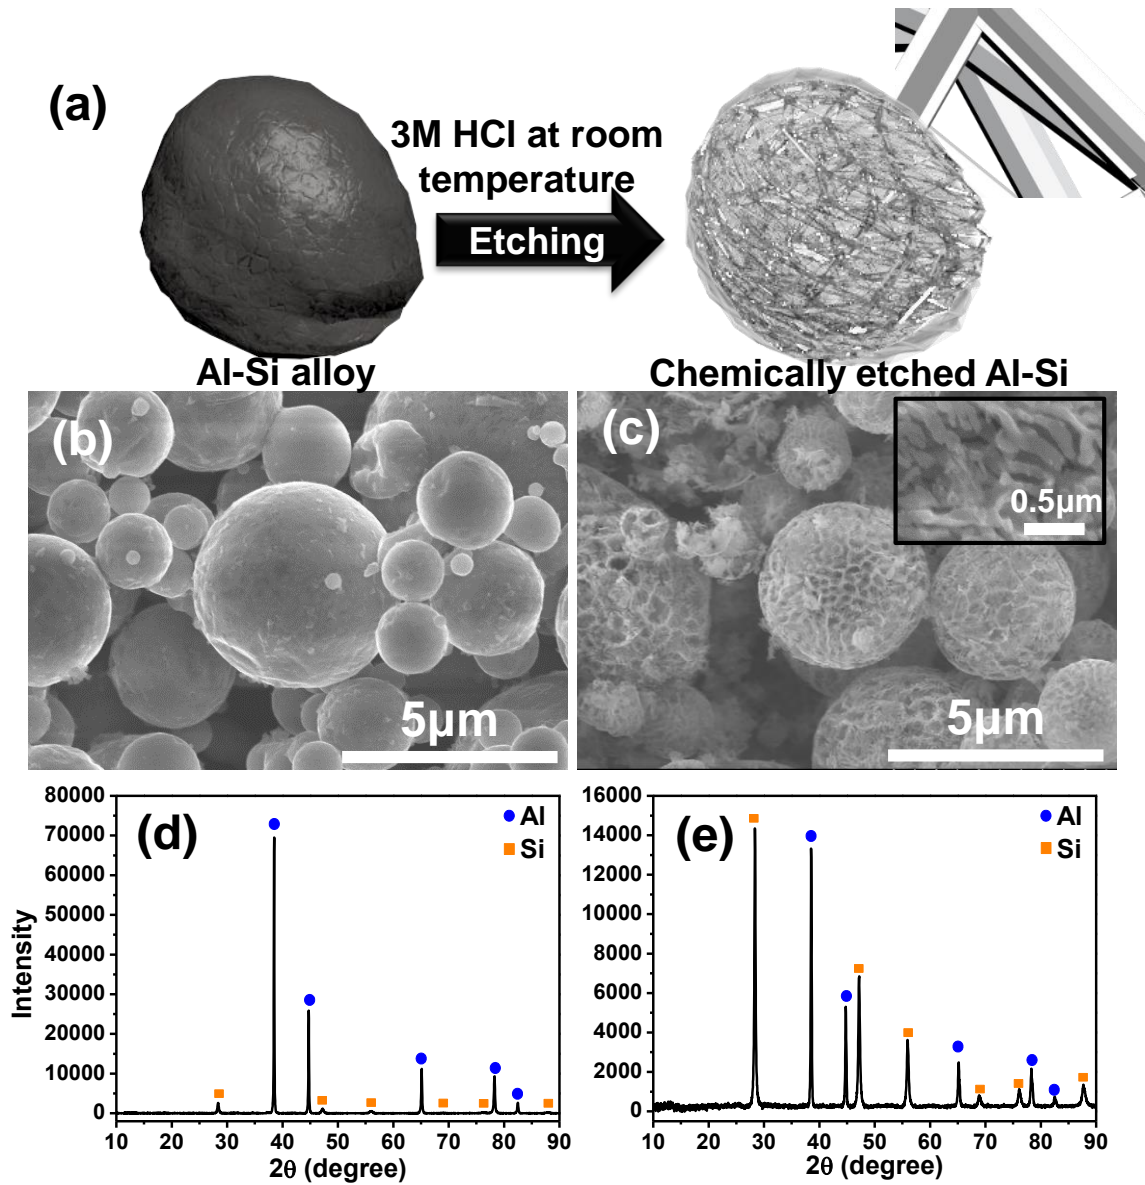 (a)
3M HCl at room
temperature
Etching
Al-Si alloy
Chemically etched Al-Si
(b)
5μm
(c)
0.5μm
5μm
(d)
Al
Si
80000
70000
60000
50000
40000
30000
20000
10000
0
Intensity
10 20 30 40 50 60 70 80 90
2θ (degree)
(e)
Al
Si
16000
14000
12000
10000
8000
6000
4000
2000
0
10 20 30 40 50 60 70 80 90
2θ (degree)